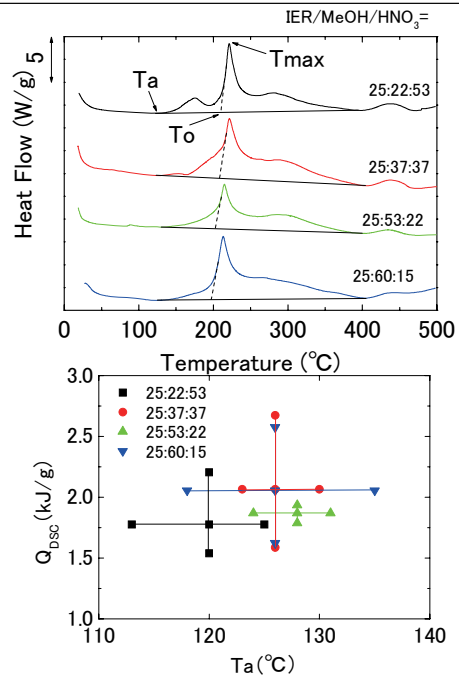 IER/MeOH/HNO₃=
5
Heat Flow (W/g)
Ta
Tmax
To
25:22:53
25:37:37
25:53:22
25:60:15
0 100 200 300 400 500
Temperature (℃)
3.0
2.5
2.0
1.5
1.0
Q_DSC (kJ/g)
25:22:53
25:37:37
25:53:22
25:60:15
110 120 130 140
Ta(℃)